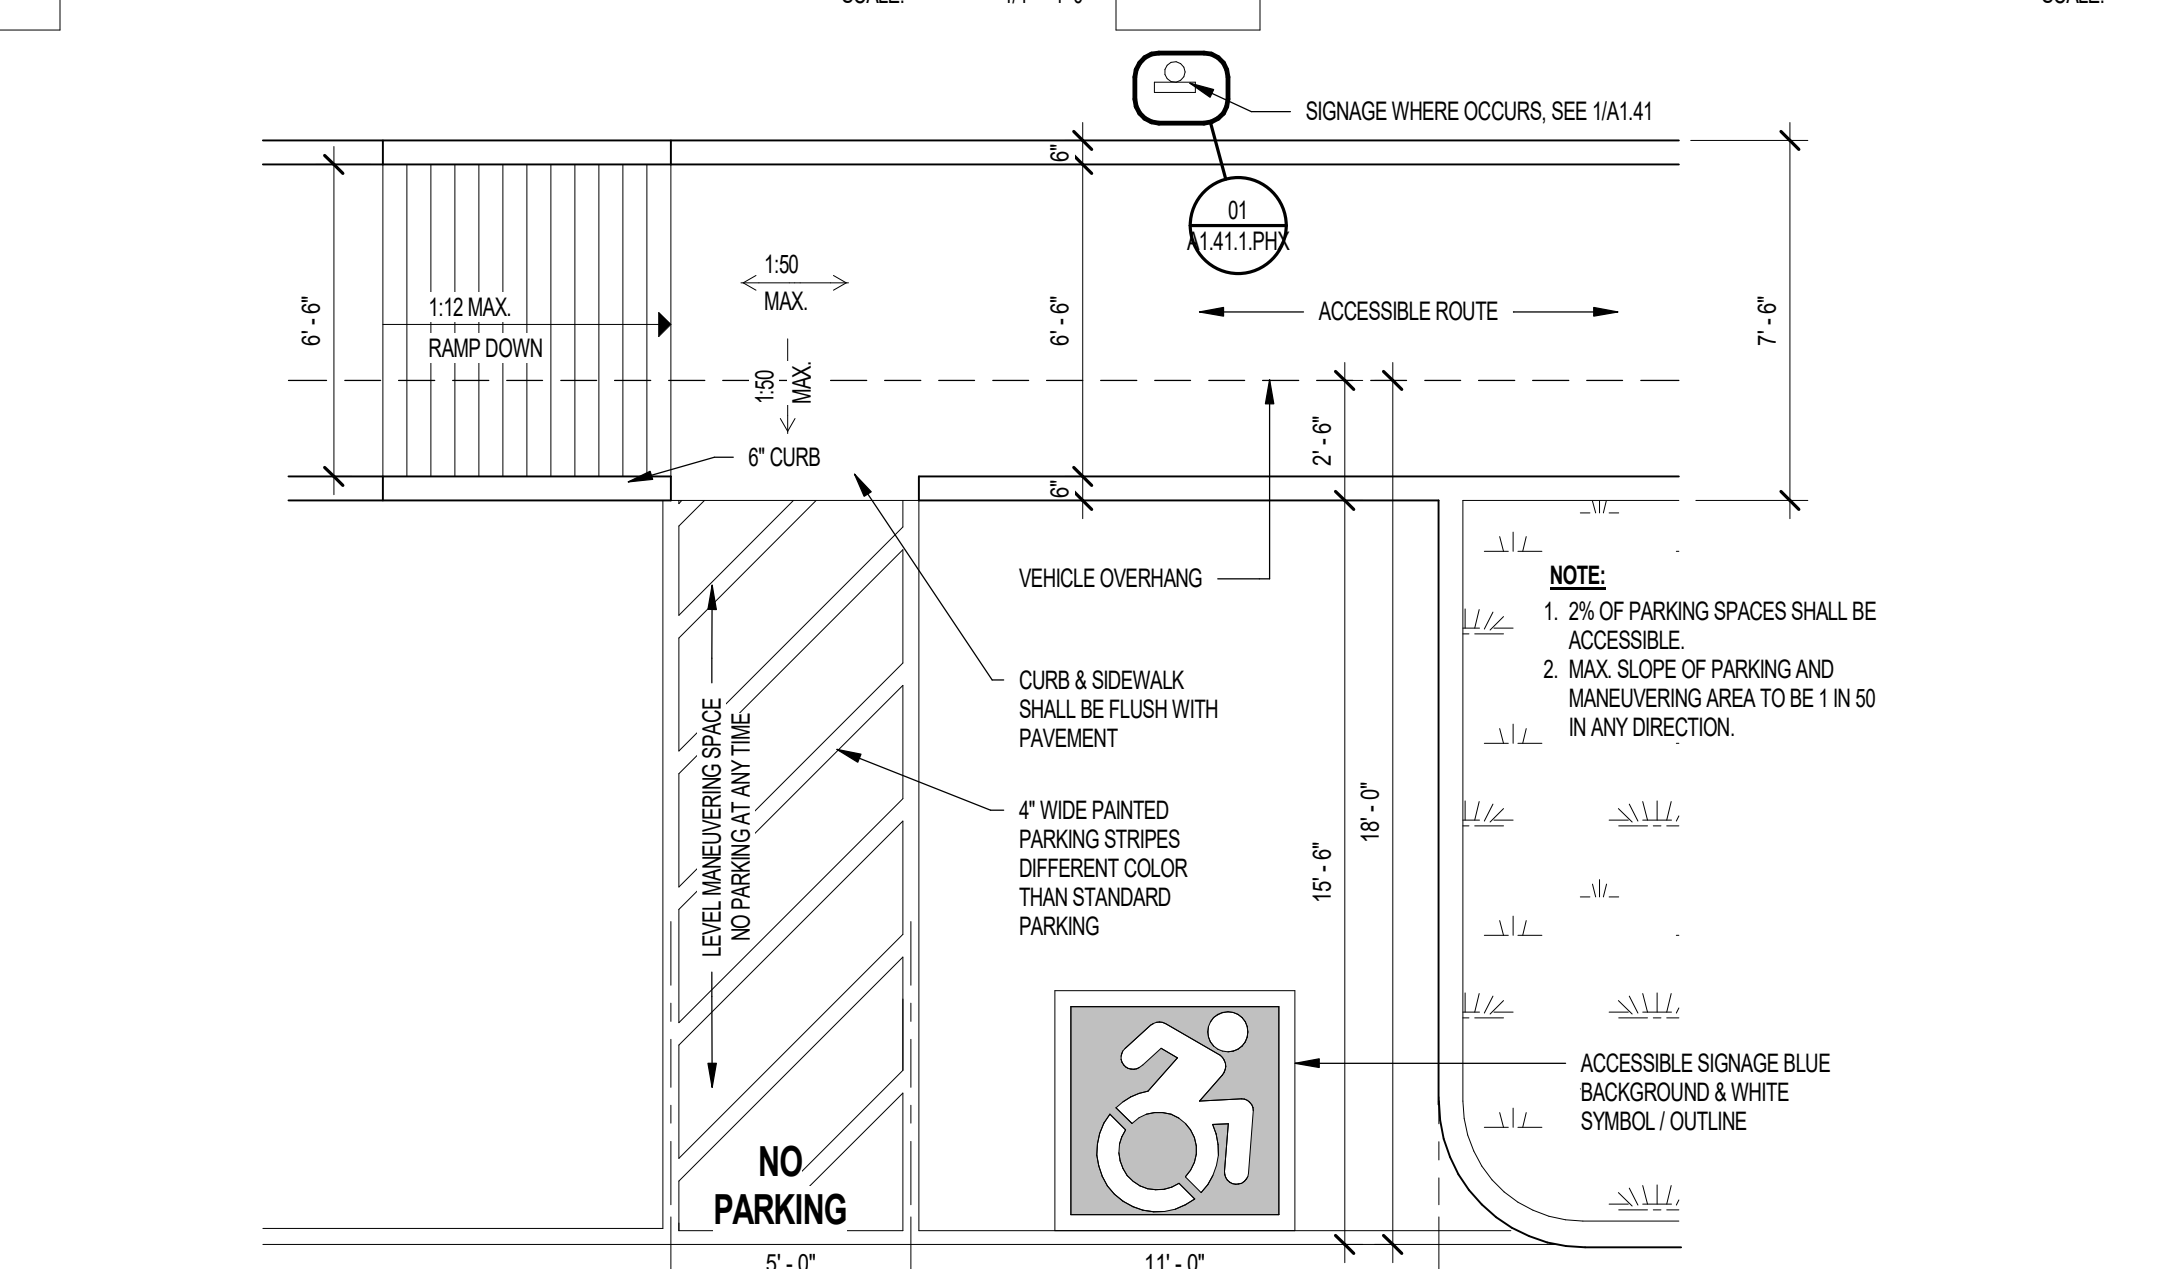 SIGNAGE WHERE OCCURS, SEE 1/A1.41
6"
01
A1.41.1.PHX
6' - 6"
1:12 MAX.
RAMP DOWN
1:50
MAX.
1:50
MAX.
6' - 6"
ACCESSIBLE ROUTE
7' - 6"
6" CURB
2' - 6"
6"
VEHICLE OVERHANG
NOTE:
1. 2% OF PARKING SPACES SHALL BE
ACCESSIBLE.
2. MAX. SLOPE OF PARKING AND
MANEUVERING AREA TO BE 1 IN 50
IN ANY DIRECTION.
CURB & SIDEWALK
SHALL BE FLUSH WITH
PAVEMENT
LEVEL MANEUVERING SPACE
NO PARKING AT ANY TIME
4" WIDE PAINTED
PARKING STRIPES
DIFFERENT COLOR
THAN STANDARD
PARKING
15' - 6"
18' - 0"
ACCESSIBLE SIGNAGE BLUE
BACKGROUND & WHITE
SYMBOL / OUTLINE
NO
PARKING
5' - 0"
11' - 0"